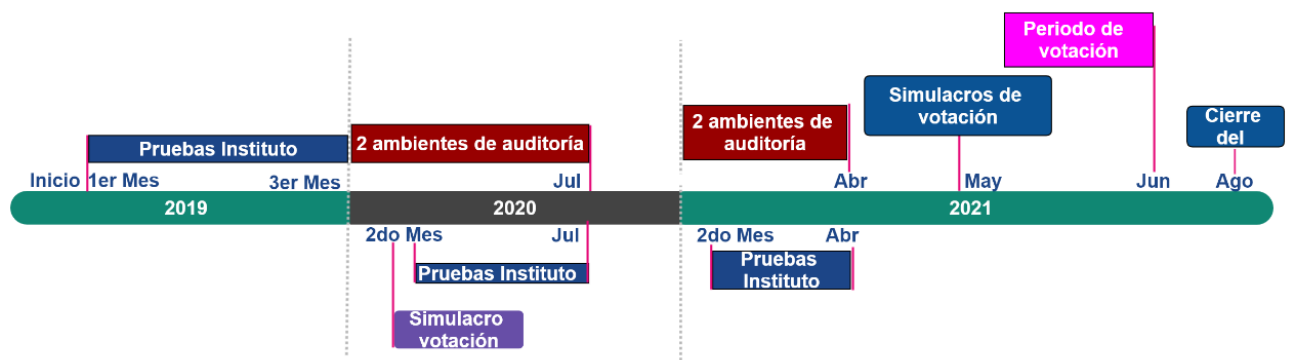 Periodo de
votación
Simulacros de
votación
2 ambientes de
auditoría
Cierre
del
2 ambientes de auditoría
Pruebas Instituto
Inicio 1er Mes
3er Mes
Jul
Abr
May
Jun
Ago
2019
2020
2021
2do Mes
Jul
2do Mes
Abr
Pruebas Instituto
Pruebas
Instituto
Simulacro
votación